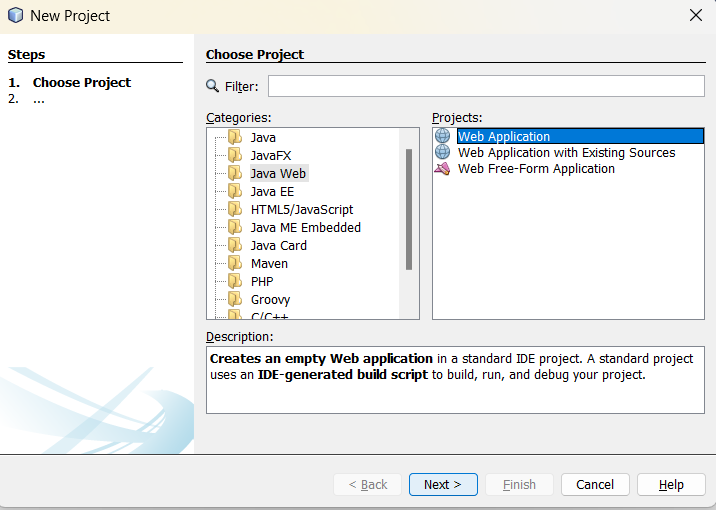 New Project
Steps
1. Choose Project
2. ...
Choose Project
Filter:
Categories:
Java
JavaFX
Java Web
Java EE
HTML5/JavaScript
Java ME Embedded
Java Card
Maven
PHP
Groovy
C/C++
Projects:
Web Application
Web Application with Existing Sources
Web Free-Form Application
Description:
Creates an empty Web application in a standard IDE project. A standard project
uses an IDE-generated build script to build, run, and debug your project.
< Back
Next >
Finish
Cancel
Help